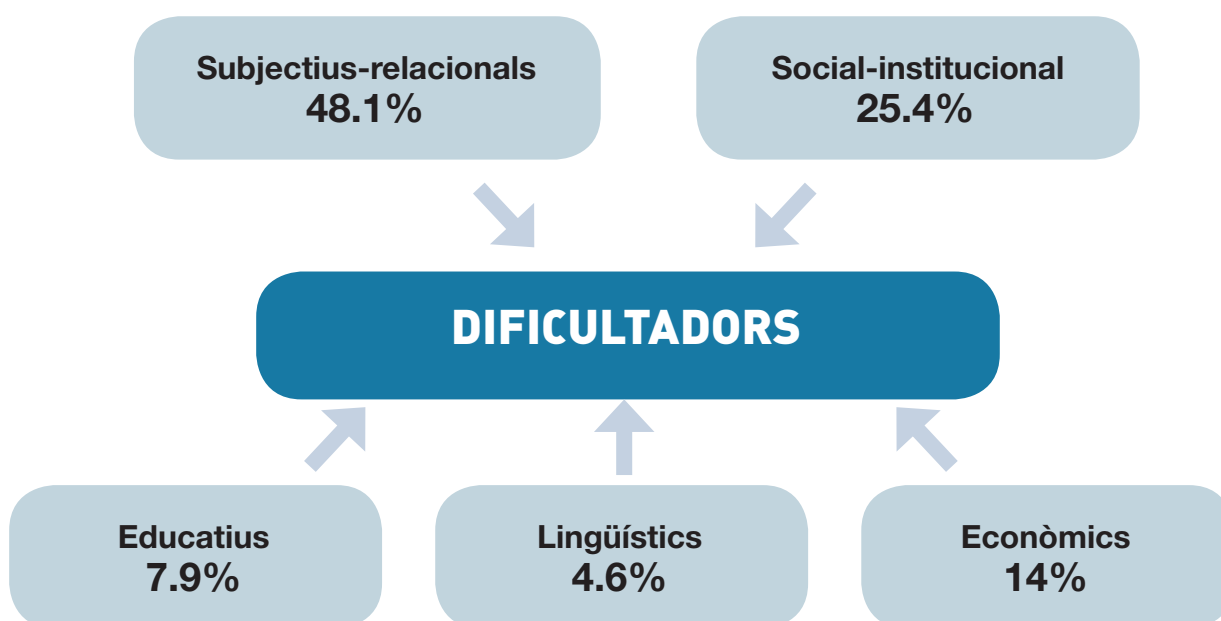 Subjectius-relacionals
48.1%
Social-institucional
25.4%
DIFICULTADORS
Educatius
7.9%
Lingüístics
4.6%
Econòmics
14%